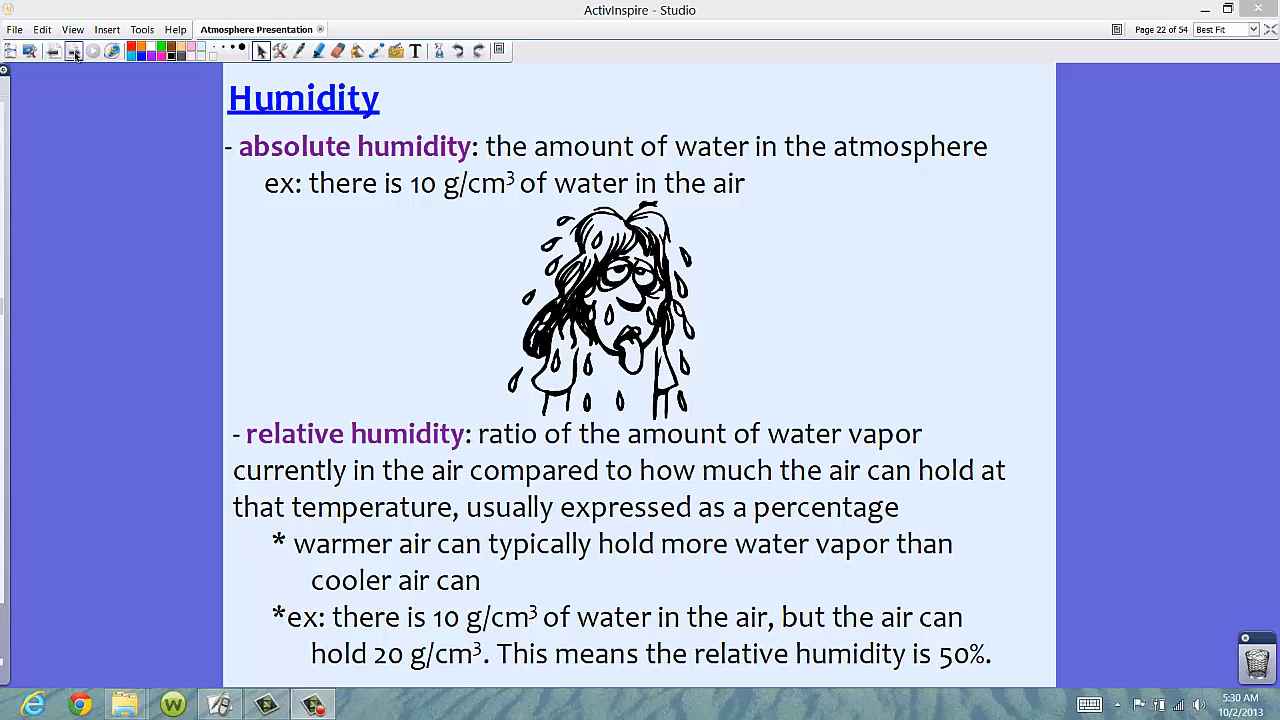 ActivInspire - Studio
File Edit View Insert Tools Help Atmosphere Presentation
Page 22 of 54 Best Fit
Humidity
- absolute humidity: the amount of water in the atmosphere
ex: there is 10 g/cm³ of water in the air
- relative humidity: ratio of the amount of water vapor
currently in the air compared to how much the air can hold at
that temperature, usually expressed as a percentage
* warmer air can typically hold more water vapor than
cooler air can
*ex: there is 10 g/cm³ of water in the air, but the air can
hold 20 g/cm³. This means the relative humidity is 50%.
5:30 AM
10/2/2013